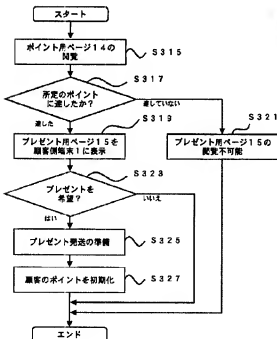 スタート
ポイント用ページ14の
閲覧
S315
所定のポイント
に達したか?
S317
達していない
達した
プレゼント用ページ15を
顧客側端末1に表示
S319
プレゼント用ページ15の
閲覧不可能
S321
プレゼントを
希望?
S323
いいえ
はい
プレゼント発送の準備
S325
顧客のポイントを初期化
S327
エンド